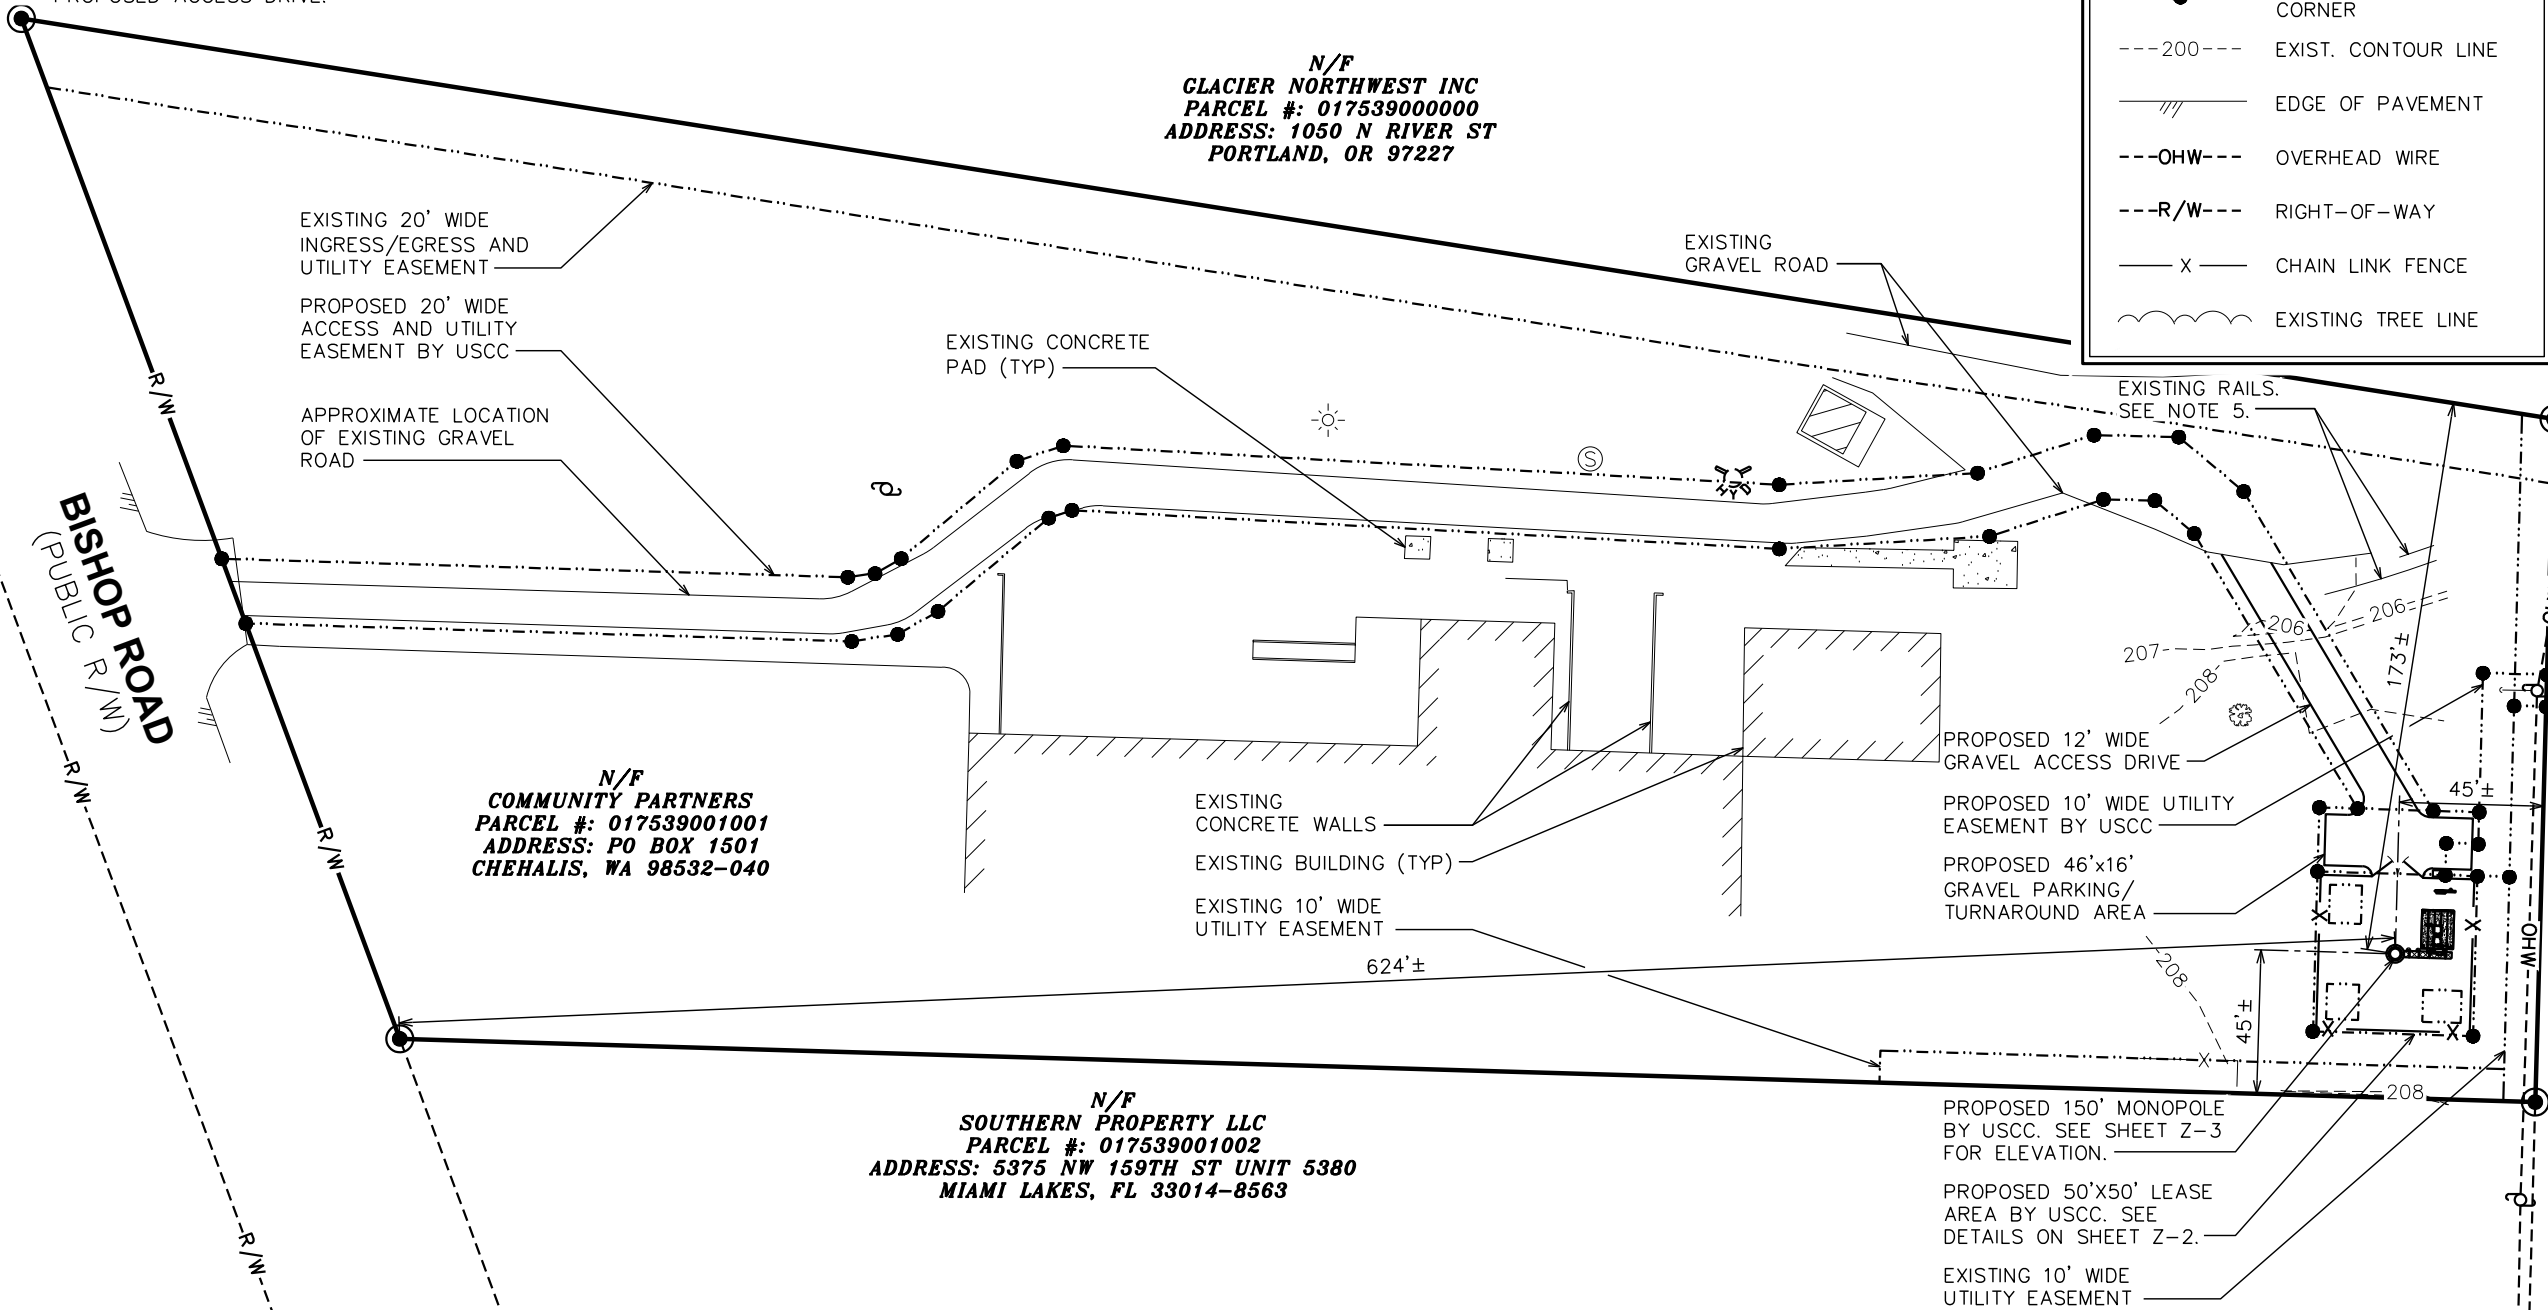 PROPOSED ACCESS DRIVE.
CORNER
---200--- EXIST. CONTOUR LINE
EDGE OF PAVEMENT
---OHW--- OVERHEAD WIRE
---R/W--- RIGHT-OF-WAY
X CHAIN LINK FENCE
EXISTING TREE LINE
N/F
GLACIER NORTHWEST INC
PARCEL #: 017539000000
ADDRESS: 1050 N RIVER ST
PORTLAND, OR 97227
EXISTING 20' WIDE
INGRESS/EGRESS AND
UTILITY EASEMENT
PROPOSED 20' WIDE
ACCESS AND UTILITY
EASEMENT BY USCC
APPROXIMATE LOCATION
OF EXISTING GRAVEL
ROAD
EXISTING CONCRETE
PAD (TYP)
EXISTING
GRAVEL ROAD
EXISTING RAILS.
SEE NOTE 5.
R/W
BISHOP ROAD
(PUBLIC R/W)
R/W
R/W
R/W
S
HYD
206
206
207
208
173'±
45'±
N/F
COMMUNITY PARTNERS
PARCEL #: 017539001001
ADDRESS: PO BOX 1501
CHEHALIS, WA 98532-040
EXISTING
CONCRETE WALLS
EXISTING BUILDING (TYP)
EXISTING 10' WIDE
UTILITY EASEMENT
624'±
PROPOSED 12' WIDE
GRAVEL ACCESS DRIVE
PROPOSED 10' WIDE UTILITY
EASEMENT BY USCC
PROPOSED 46'x16'
GRAVEL PARKING/
TURNAROUND AREA
X
X
OHW
208
45'±
X
X
X
208
N/F
SOUTHERN PROPERTY LLC
PARCEL #: 017539001002
ADDRESS: 5375 NW 159TH ST UNIT 5380
MIAMI LAKES, FL 33014-8563
PROPOSED 150' MONOPOLE
BY USCC. SEE SHEET Z-3
FOR ELEVATION.
PROPOSED 50'X50' LEASE
AREA BY USCC. SEE
DETAILS ON SHEET Z-2.
EXISTING 10' WIDE
UTILITY EASEMENT